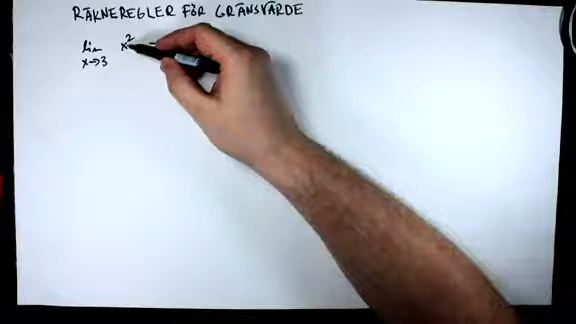 RÄKNEREGLER FÖR GRÄNSVÄRDE
lim x²
x→3